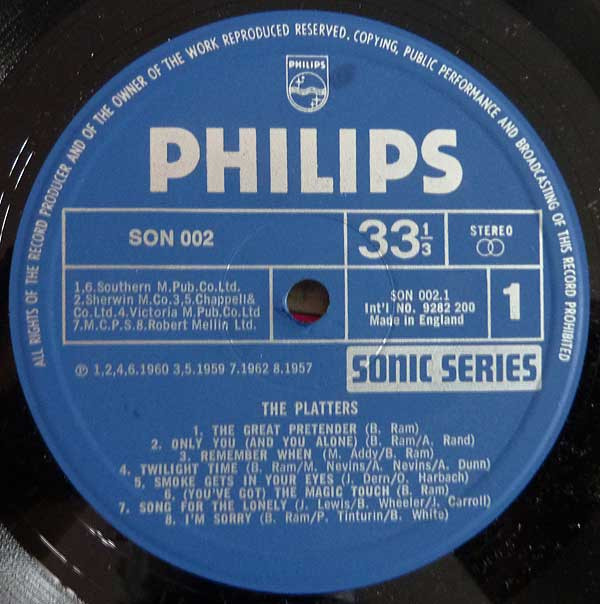 ALL RIGHTS OF THE RECORD PRODUCER AND OF THE OWNER OF THE WORK REPRODUCED RESERVED. COPYING, PUBLIC PERFORMANCE AND BROADCASTING OF THIS RECORD PROHIBITED
PHILIPS
PHILIPS
SON 002
33⅓
STEREO
1,6.Southern M.Pub.Co.Ltd.
2.Sherwin M.Co.3,5.Chappell&
Co.Ltd.4.Victoria M.Pub.Co.Ltd
7.M.C.P.S.8.Robert Mellin Ltd.
SON 002.1
Int'l No. 9282 200
Made in England
1
℗ 1,2,4,6.1960 3,5.1959 7.1962 8.1957
SONIC SERIES
THE PLATTERS
1. THE GREAT PRETENDER (B. Ram)
2. ONLY YOU (AND YOU ALONE) (B. Ram/A. Rand)
3. REMEMBER WHEN (M. Addy/B. Ram)
4. TWILIGHT TIME (B. Ram/M. Nevins/A. Nevins/A. Dunn)
5. SMOKE GETS IN YOUR EYES (J. Dern/O. Harbach)
6. (YOU'VE GOT) THE MAGIC TOUCH (B. Ram)
7. SONG FOR THE LONELY (J. Lewis/B. Wheeler/J. Carroll)
8. I'M SORRY (B. Ram/P. Tinturin/B. White)